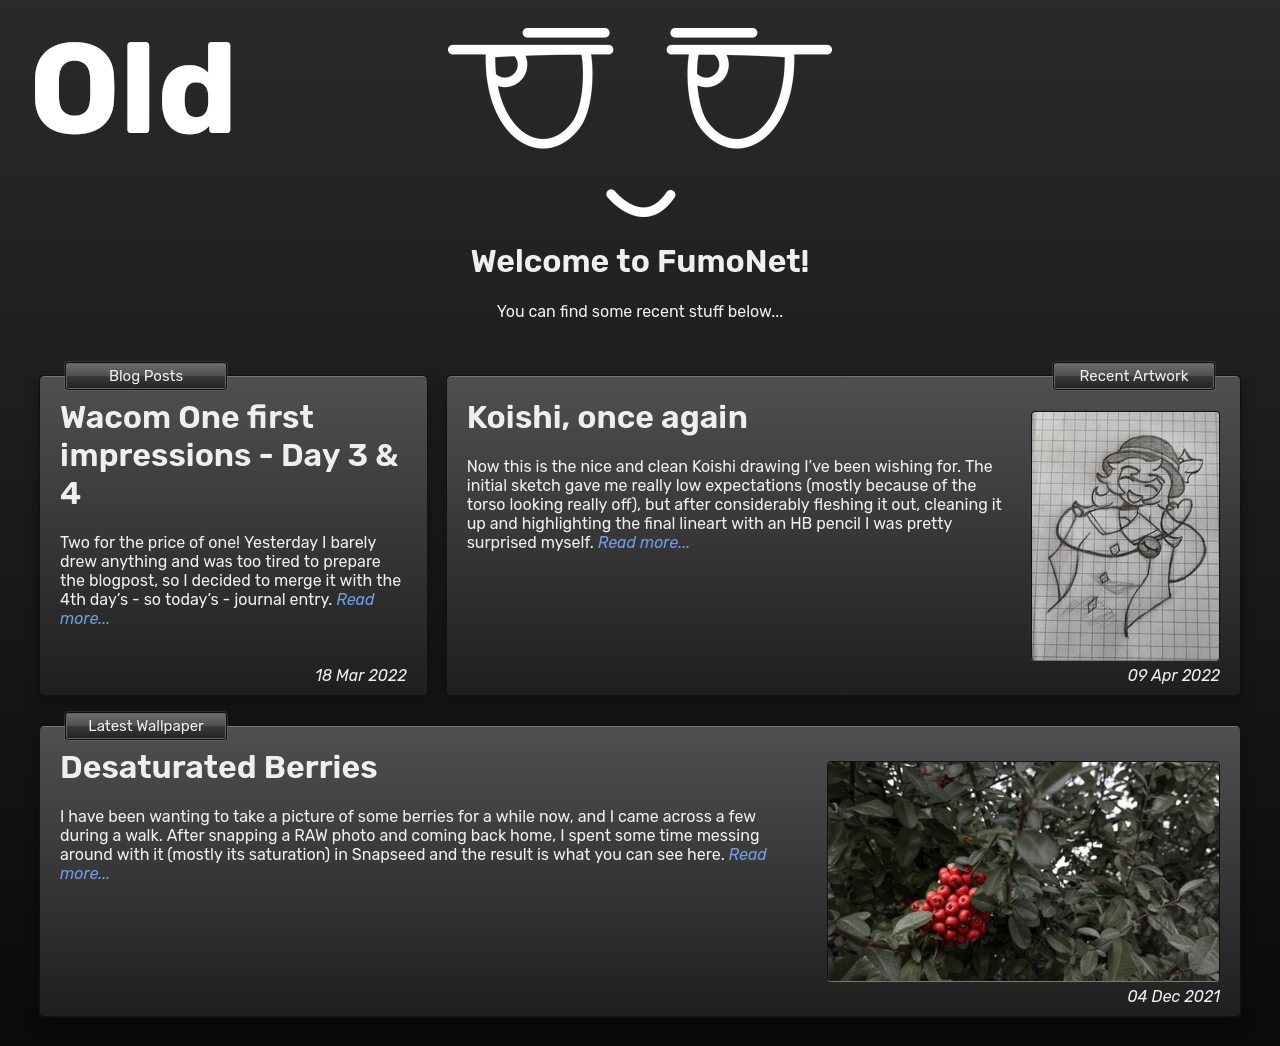 Old
Welcome to FumoNet!
You can find some recent stuff below...
Blog Posts
Wacom One first
impressions - Day 3 &
4
Two for the price of one! Yesterday I barely
drew anything and was too tired to prepare
the blogpost, so I decided to merge it with the
4th day’s - so today’s - journal entry. Read
more...
18 Mar 2022
Recent Artwork
Koishi, once again
Now this is the nice and clean Koishi drawing I’ve been wishing for. The
initial sketch gave me really low expectations (mostly because of the
torso looking really off), but after considerably fleshing it out, cleaning it
up and highlighting the final lineart with an HB pencil I was pretty
surprised myself. Read more...
09 Apr 2022
Latest Wallpaper
Desaturated Berries
I have been wanting to take a picture of some berries for a while now, and I came across a few
during a walk. After snapping a RAW photo and coming back home, I spent some time messing
around with it (mostly its saturation) in Snapseed and the result is what you can see here. Read
more...
04 Dec 2021